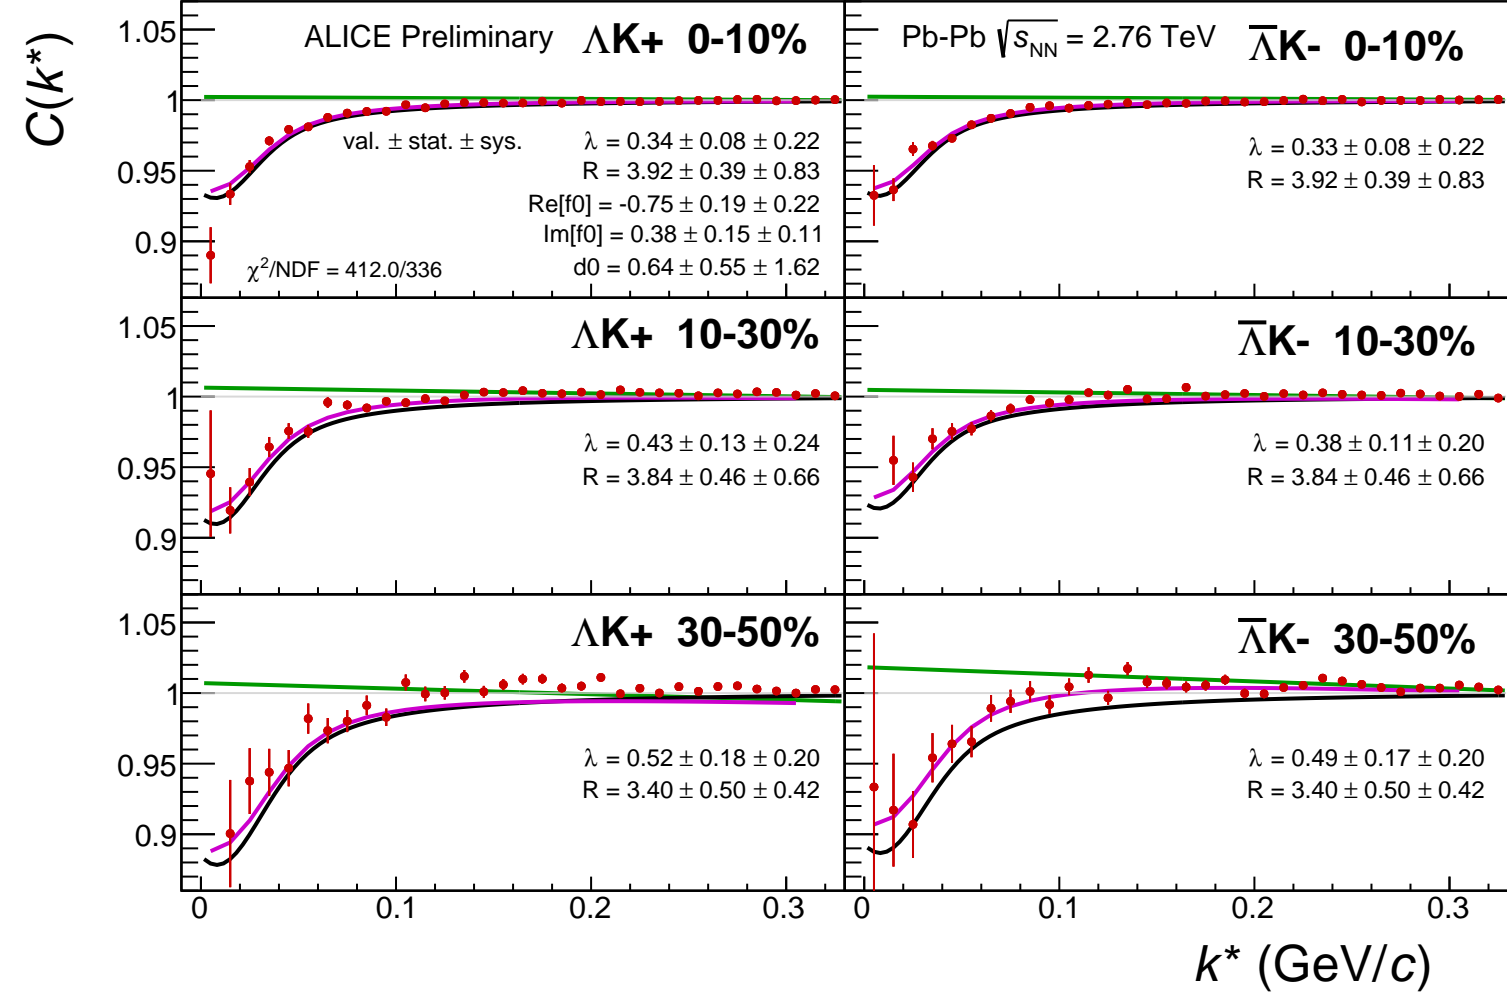 C(k*)
ALICE Preliminary ΛK+ 0-10%
1.05
1
0.95
0.9
val. ± stat. ± sys.
λ = 0.34 ± 0.08 ± 0.22
R = 3.92 ± 0.39 ± 0.83
Re[f0] = -0.75 ± 0.19 ± 0.22
Im[f0] = 0.38 ± 0.15 ± 0.11
d0 = 0.64 ± 0.55 ± 1.62
χ²/NDF = 412.0/336
Pb-Pb √s_NN = 2.76 TeV Λ̅K- 0-10%
λ = 0.33 ± 0.08 ± 0.22
R = 3.92 ± 0.39 ± 0.83
ΛK+ 10-30%
1.05
1
0.95
0.9
λ = 0.43 ± 0.13 ± 0.24
R = 3.84 ± 0.46 ± 0.66
Λ̅K- 10-30%
λ = 0.38 ± 0.11 ± 0.20
R = 3.84 ± 0.46 ± 0.66
ΛK+ 30-50%
1.05
1
0.95
0.9
λ = 0.52 ± 0.18 ± 0.20
R = 3.40 ± 0.50 ± 0.42
Λ̅K- 30-50%
λ = 0.49 ± 0.17 ± 0.20
R = 3.40 ± 0.50 ± 0.42
0 0.1 0.2 0.3
0 0.1 0.2 0.3
k* (GeV/c)